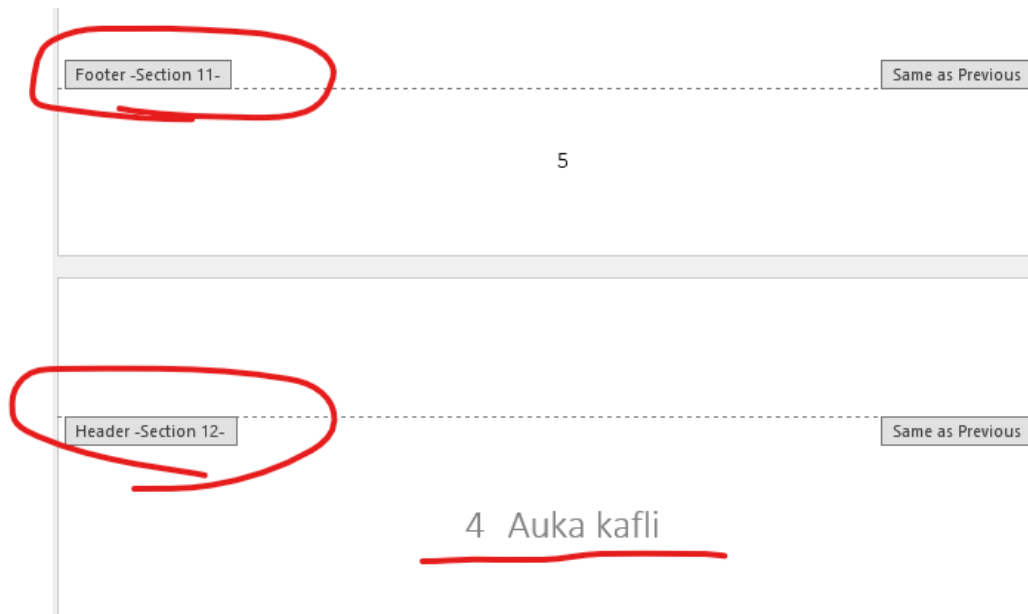 Footer -Section 11-
Same as Previous
5
Header -Section 12-
Same as Previous
4 Auka kafli